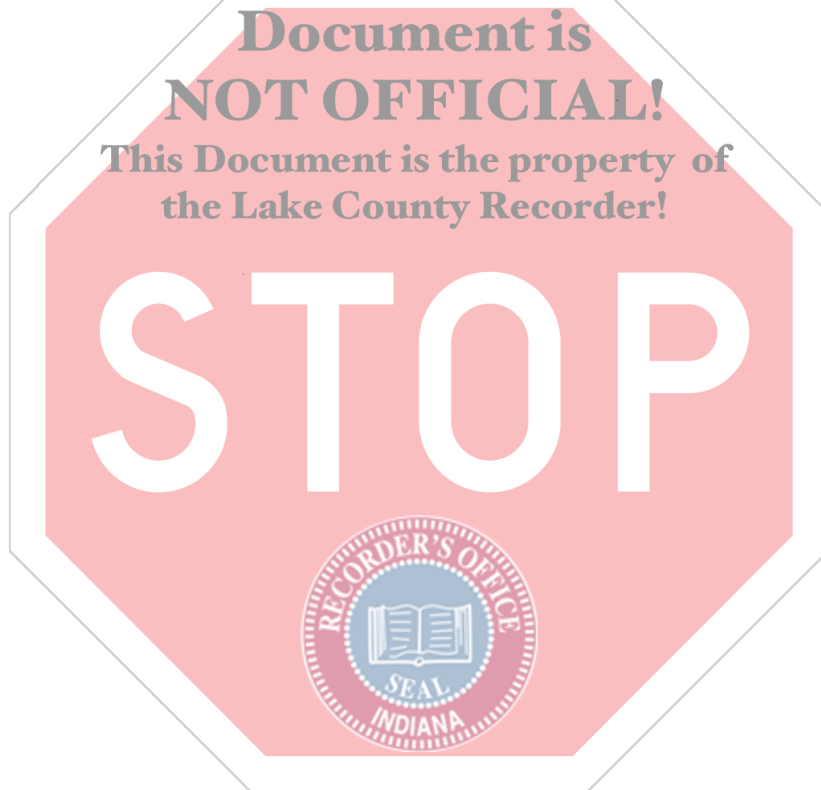 Document is
NOT OFFICIAL!
This Document is the property of
the Lake County Recorder!
STOP
RECORDER'S OFFICE
SEAL
INDIANA